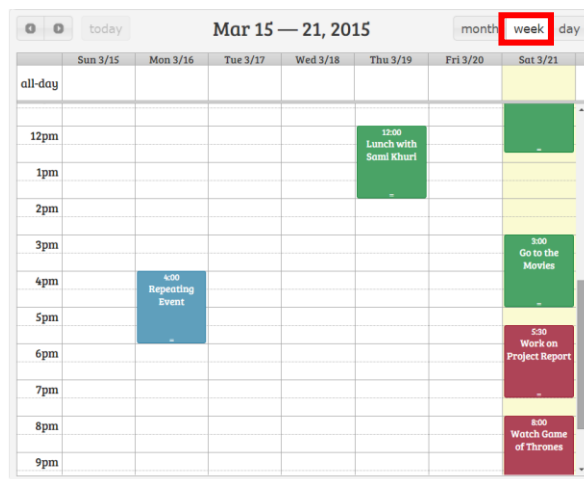 today
Mar 15 — 21, 2015
month week day
Sun 3/15 Mon 3/16 Tue 3/17 Wed 3/18 Thu 3/19 Fri 3/20 Sat 3/21
all-day
12pm
12:00
Lunch with
Sami Khuri
1pm
2pm
3pm
3:00
Go to the
Movies
4pm
4:00
Repeating
Event
5pm
5:30
Work on
Project Report
6pm
7pm
8pm
8:00
Watch Game
of Thrones
9pm